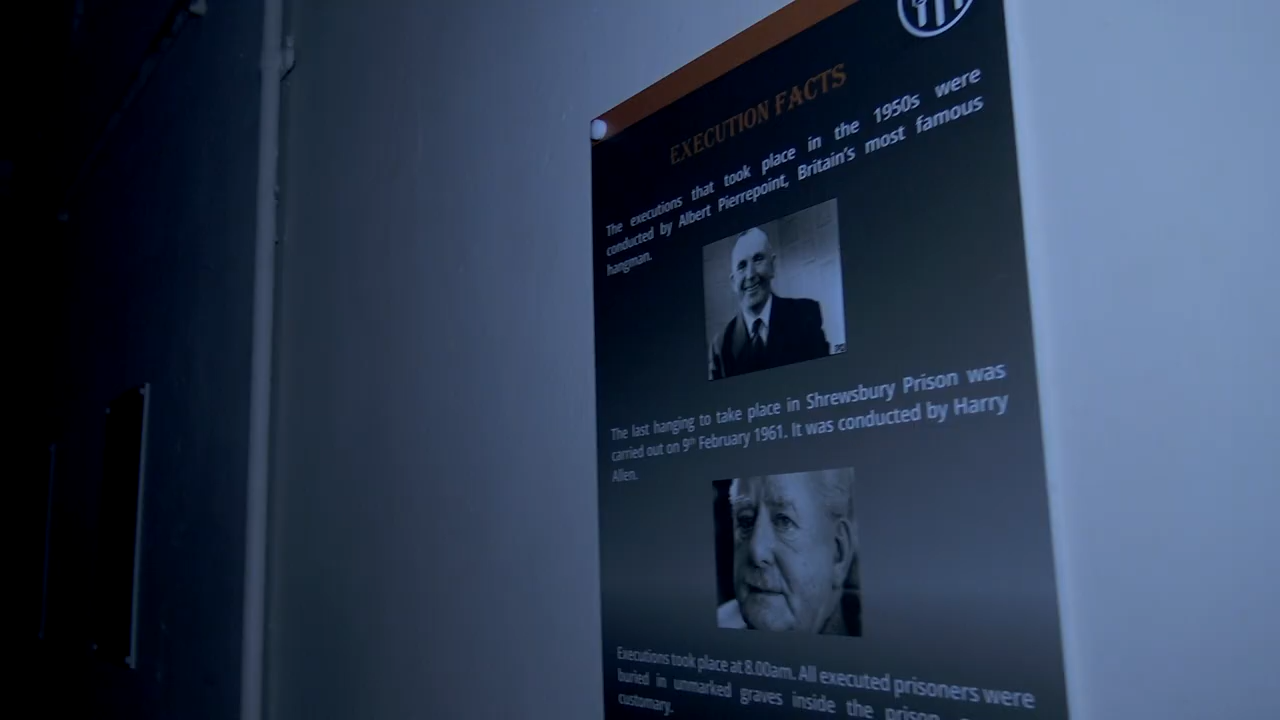 EXECUTION FACTS
The executions that took place in the 1950s were
conducted by Albert Pierrepoint, Britain's most famous
hangman.
The last hanging to take place in Shrewsbury Prison was
carried out on 9th February 1961. It was conducted by Harry
Allen.
Executions took place at 8.00am. All executed prisoners were
buried in unmarked graves inside the prison
customary.